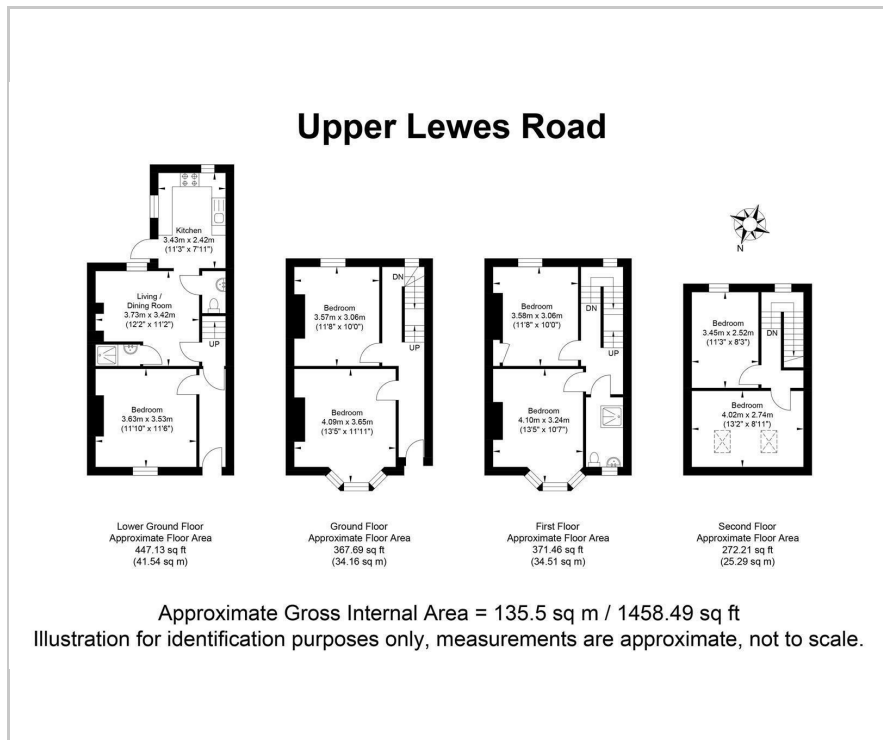 Upper Lewes Road
Kitchen
3.43m x 2.42m
(11'3" x 7'11")
Living /
Dining Room
3.73m x 3.42m
(12'2" x 11'2")
UP
Bedroom
3.63m x 3.53m
(11'10" x 11'6")
Lower Ground Floor
Approximate Floor Area
447.13 sq ft
(41.54 sq m)
DN
Bedroom
3.57m x 3.06m
(11'8" x 10'0")
UP
Bedroom
4.09m x 3.65m
(13'5" x 11'11")
Ground Floor
Approximate Floor Area
367.69 sq ft
(34.16 sq m)
Bedroom
3.58m x 3.06m
(11'8" x 10'0")
DN
UP
Bedroom
4.10m x 3.24m
(13'5" x 10'7")
First Floor
Approximate Floor Area
371.46 sq ft
(34.51 sq m)
N
Bedroom
3.45m x 2.52m
(11'3" x 8'3")
DN
Bedroom
4.02m x 2.74m
(13'2" x 8'11")
Second Floor
Approximate Floor Area
272.21 sq ft
(25.29 sq m)
Approximate Gross Internal Area = 135.5 sq m / 1458.49 sq ft
Illustration for identification purposes only, measurements are approximate, not to scale.